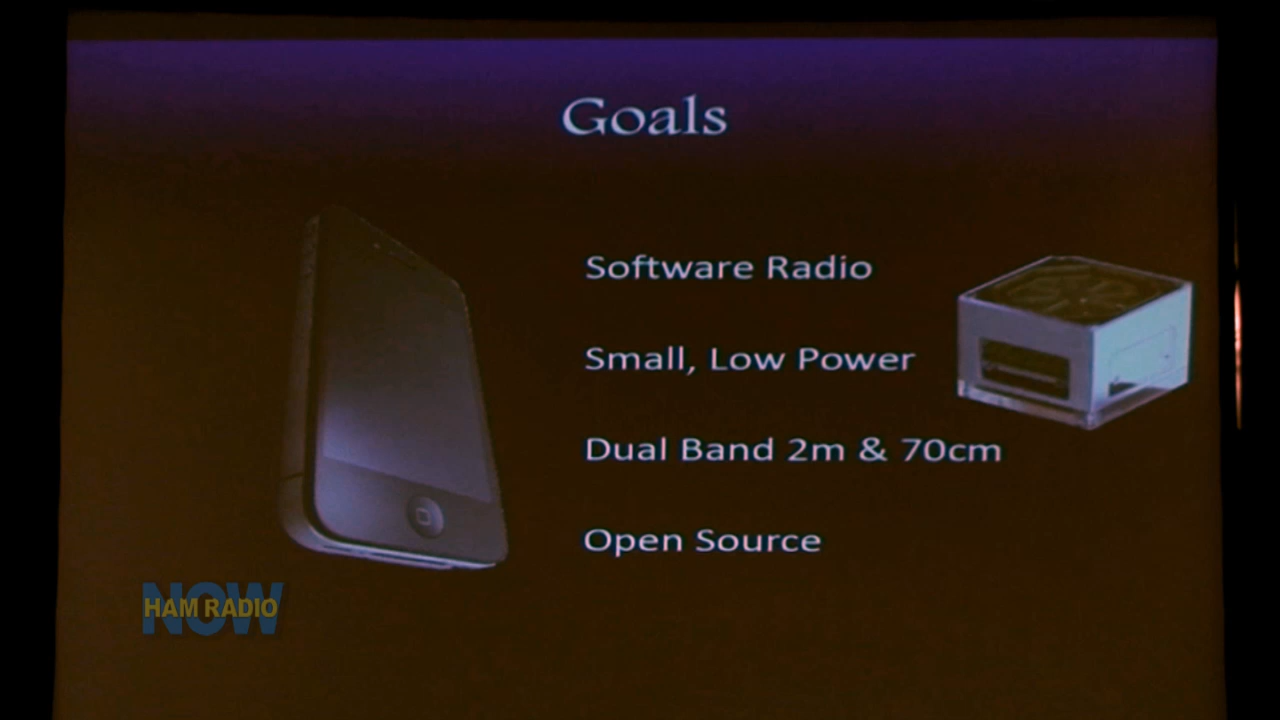 Goals
Software Radio
Small, Low Power
Dual Band 2m & 70cm
Open Source
NOW
HAM RADIO